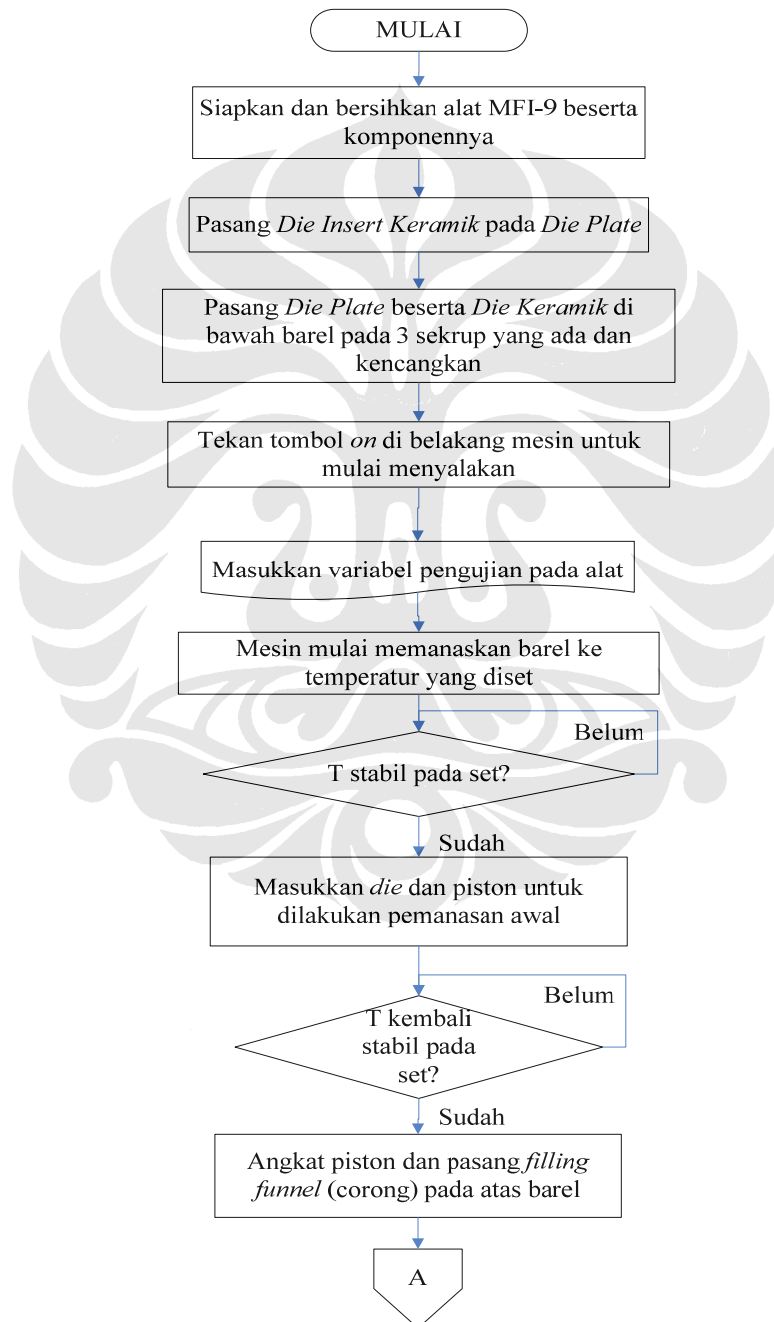 MULAI
Siapkan dan bersihkan alat MFI-9 beserta
komponennya
Pasang Die Insert Keramik pada Die Plate
Pasang Die Plate beserta Die Keramik di
bawah barel pada 3 sekrup yang ada dan
kencangkan
Tekan tombol on di belakang mesin untuk
mulai menyalakan
Masukkan variabel pengujian pada alat
Mesin mulai memanaskan barel ke
temperatur yang diset
Belum
T stabil pada set?
Sudah
Masukkan die dan piston untuk
dilakukan pemanasan awal
Belum
T kembali
stabil pada
set?
Sudah
Angkat piston dan pasang filling
funnel (corong) pada atas barel
A